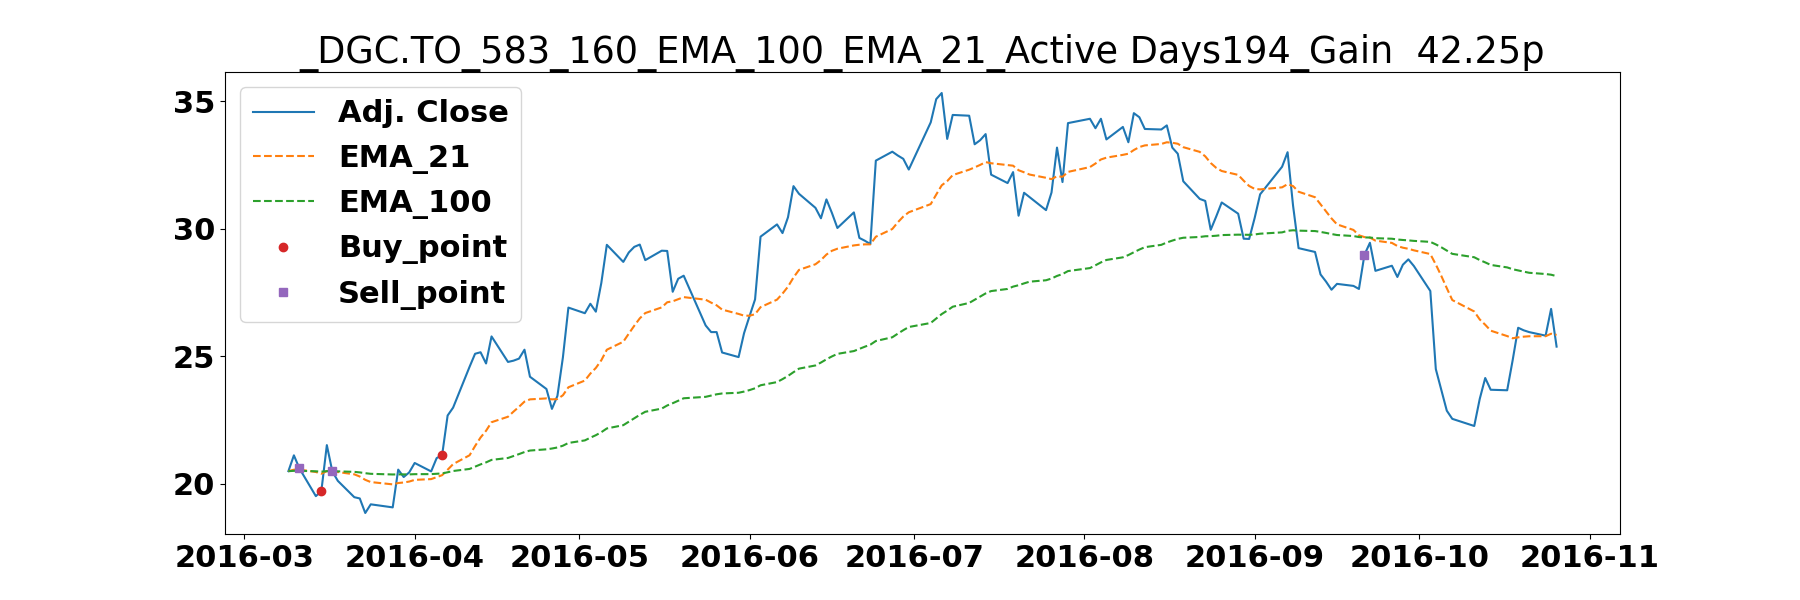 _DGC.TO_583_160_EMA_100_EMA_21_Active Days194_Gain  42.25p
Adj. Close
EMA_21
EMA_100
Buy_point
Sell_point
35
30
25
20
2016-03 2016-04 2016-05 2016-06 2016-07 2016-08 2016-09 2016-10 2016-11